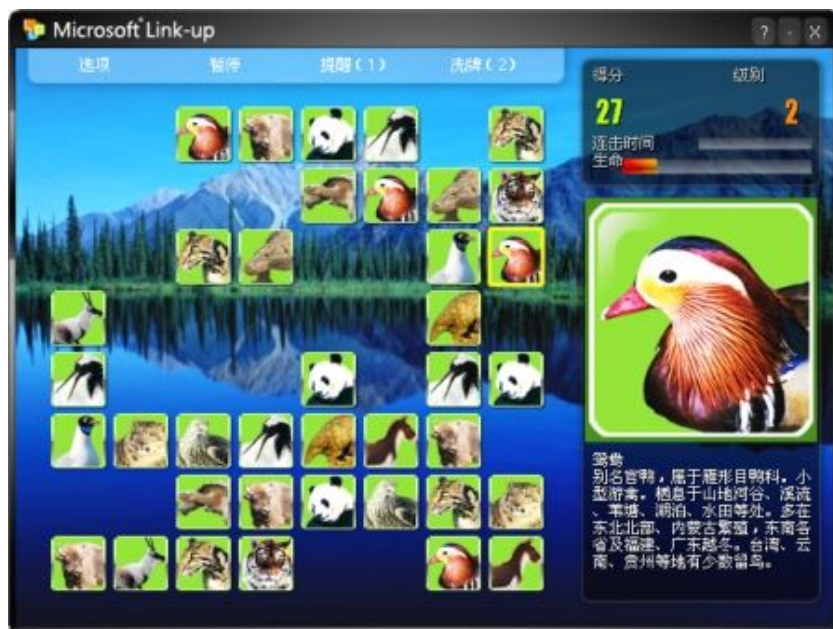 Microsoft® Link-up
? - X
选项 暂停 提醒(1) 洗牌(2)
得分 级别
27 2
连击时间
生命
鸳鸯
别名官鸭，属于雁形目鸭科。小
型游禽。栖息于山地河谷、溪流
、苇塘、湖泊、水田等处。多在
东北北部、内蒙古繁殖，东南各
省及福建、广东越冬。台湾、云
南、贵州等地有少数留鸟。